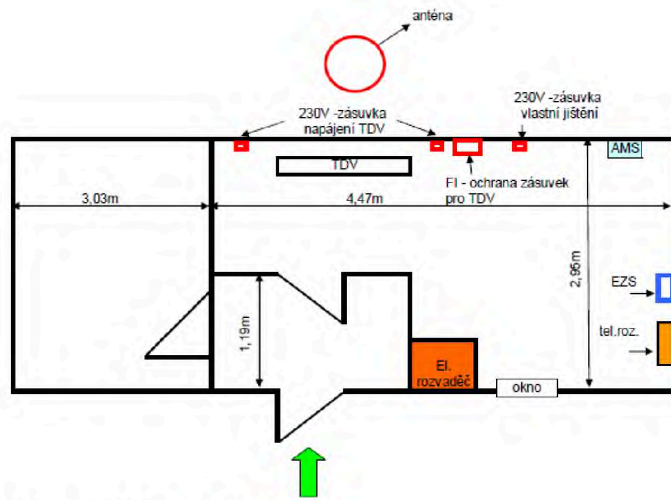 anténa
230V -zásuvka
napájení TDV
230V -zásuvka
vlastní jištění
AMS
TDV
FI - ochrana zásuvek
pro TDV
3,03m
4,47m
2,95m
EZS
1,19m
tel.roz.
El.
rozvaděč
okno